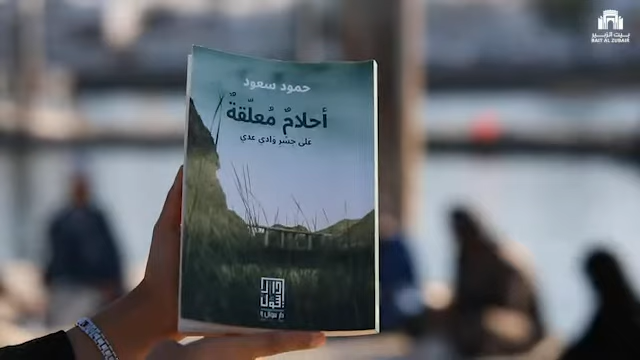 بيت الزبير
BAIT AL ZUBAIR
حمود سعود
أحلامٌ مُعلّقةٌ
على جسر وادي عدي